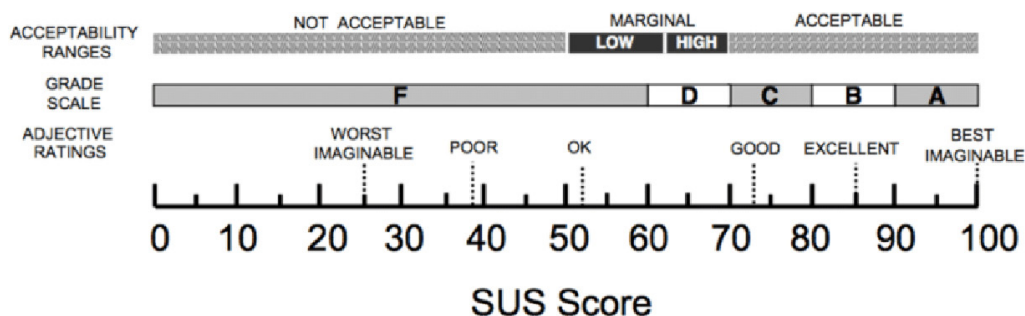 NOT ACCEPTABLE MARGINAL ACCEPTABLE
ACCEPTABILITY
RANGES
LOW HIGH
GRADE
SCALE
F D C B A
ADJECTIVE
RATINGS
WORST
IMAGINABLE
POOR
OK
GOOD
EXCELLENT
BEST
IMAGINABLE
0 10 20 30 40 50 60 70 80 90 100
SUS Score